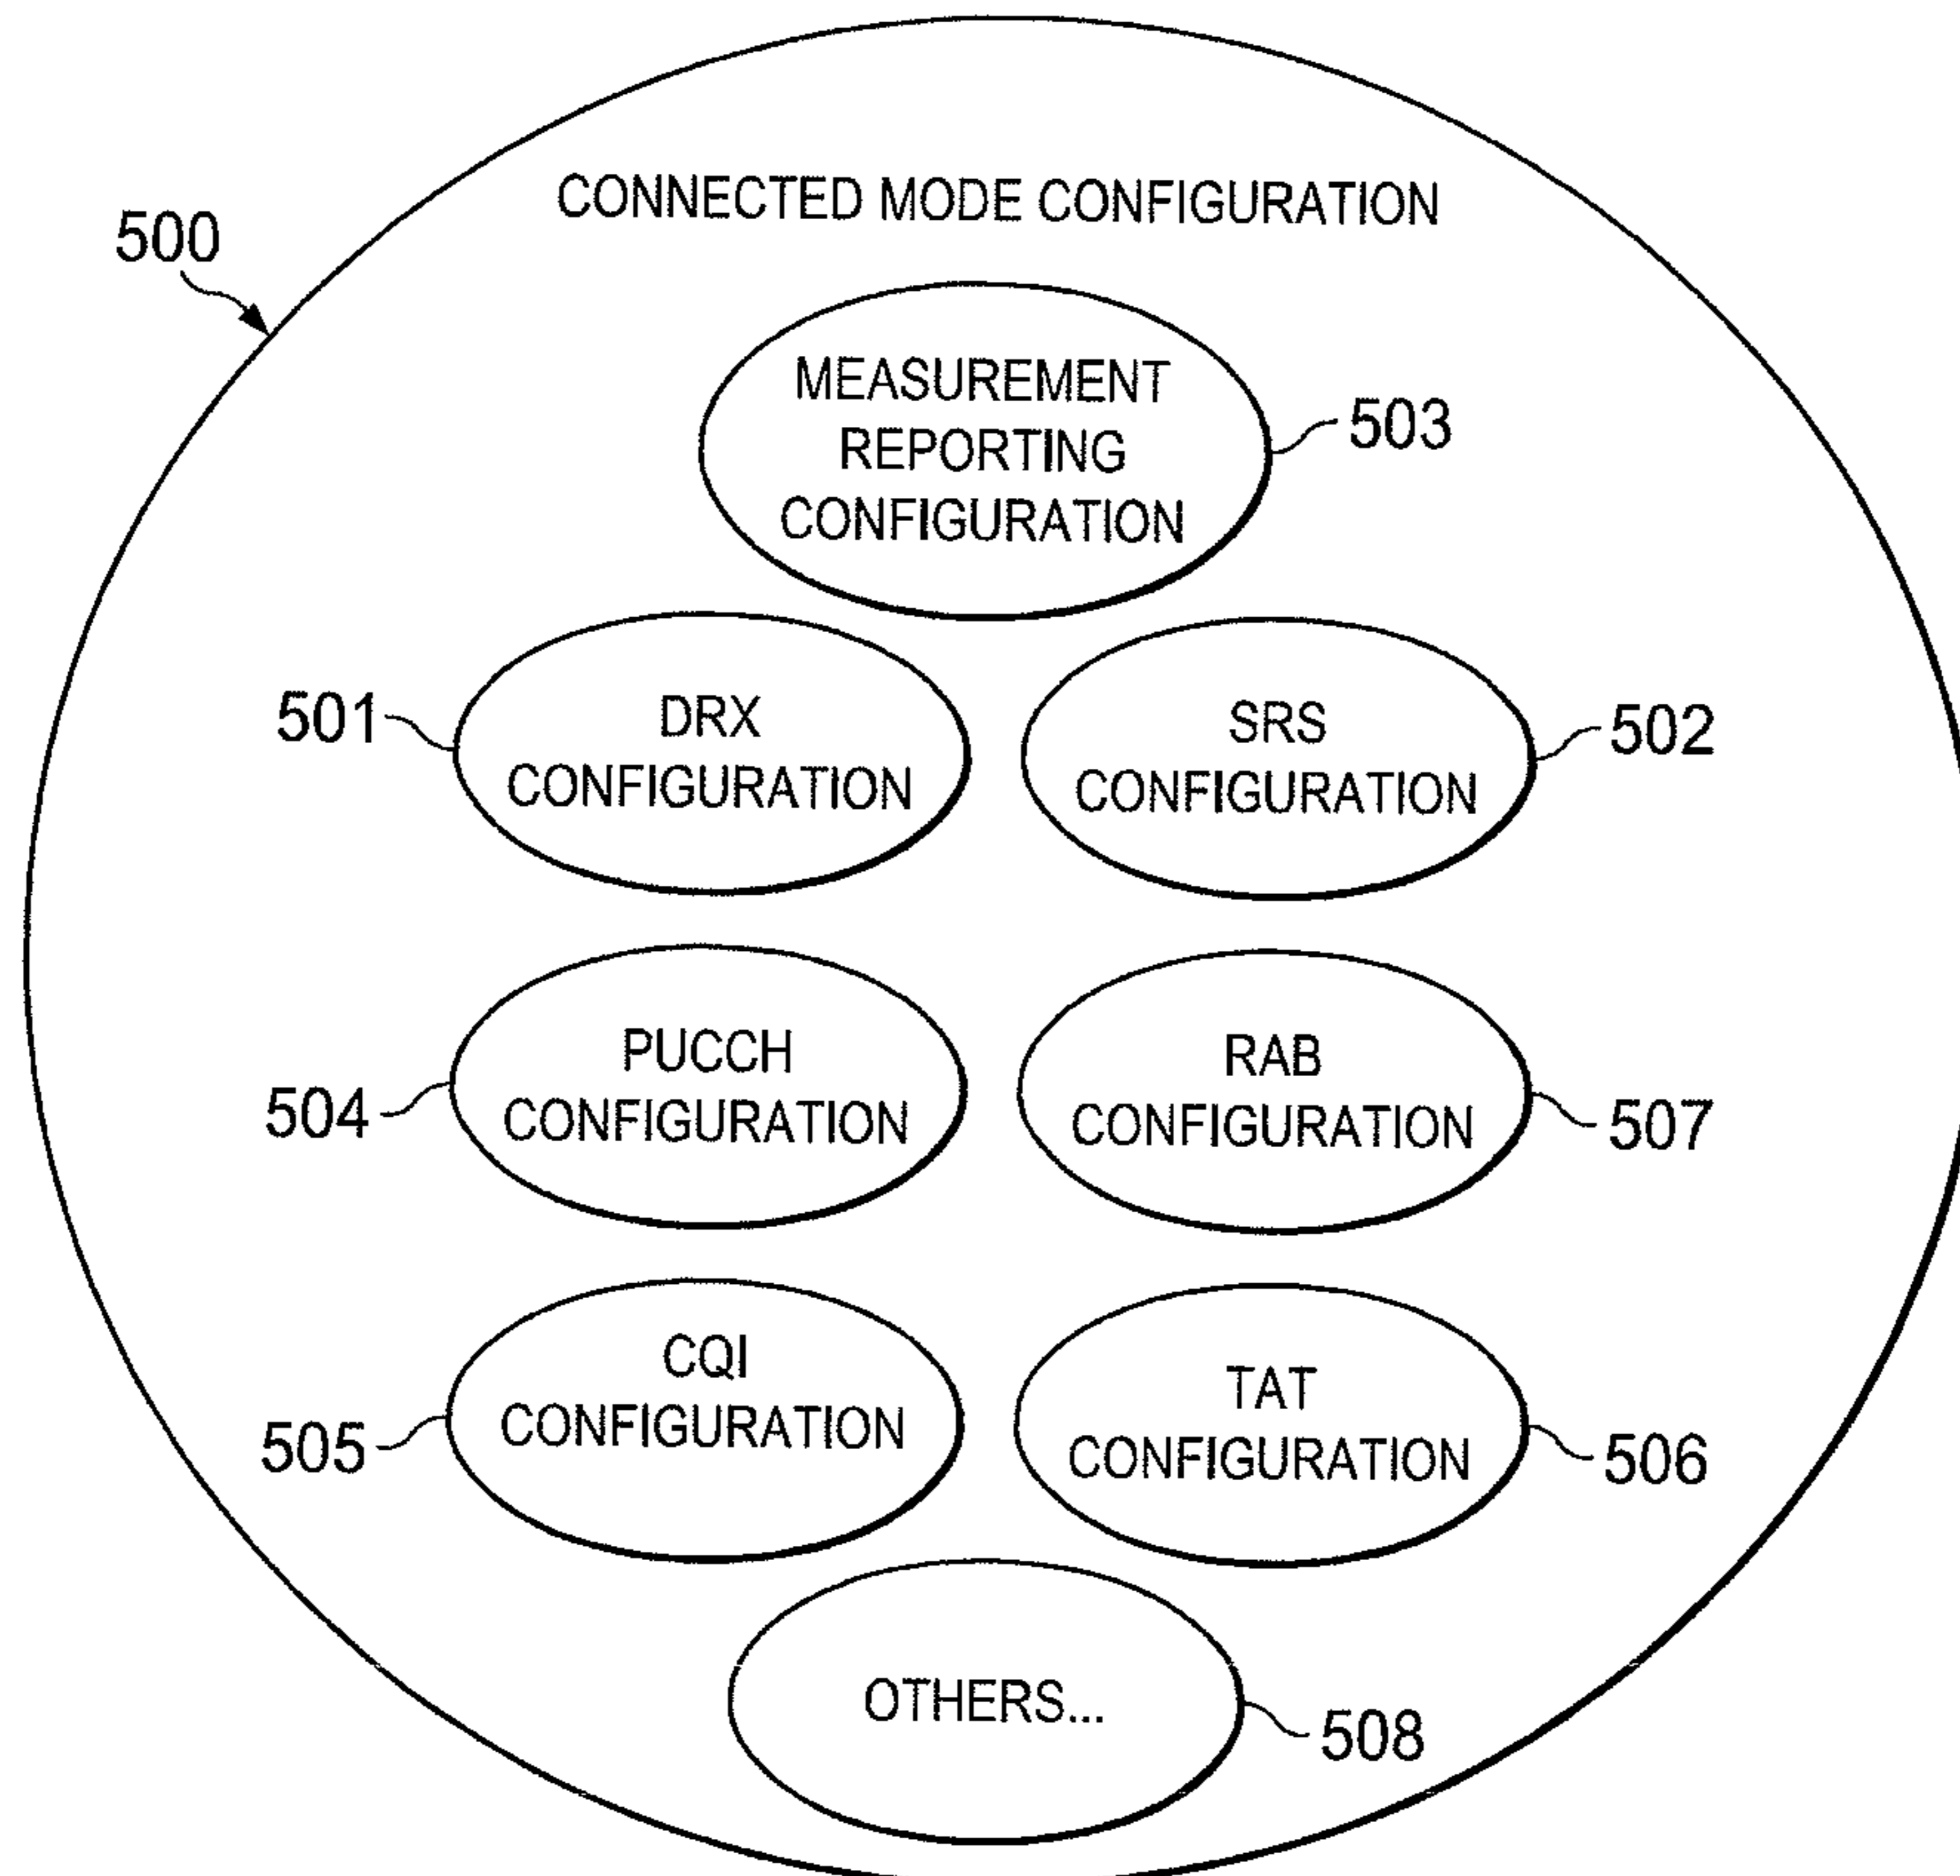 CONNECTED MODE CONFIGURATION
500
MEASUREMENT
REPORTING
CONFIGURATION
503
501
DRX
CONFIGURATION
SRS
CONFIGURATION
502
504
PUCCH
CONFIGURATION
RAB
CONFIGURATION
507
505
CQI
CONFIGURATION
TAT
CONFIGURATION
506
OTHERS...
508